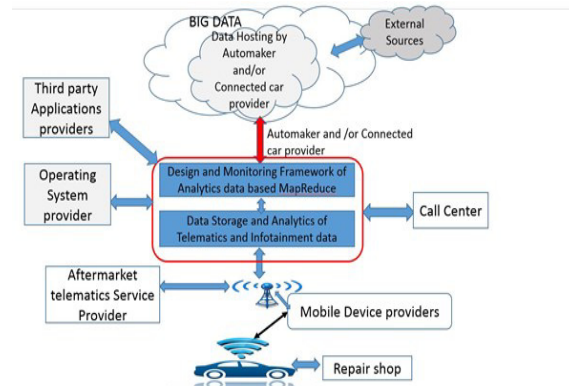 BIG DATA
Data Hosting by
Automaker
and/or
Connected car
provider
External
Sources
Third party
Applications
providers
Automaker and /or Connected
car provider
Design and Monitoring Framework of
Analytics data based MapReduce
Operating
System
provider
Data Storage and Analytics of
Telematics and Infotainment data
Call Center
Aftermarket
telematics Service
Provider
Mobile Device providers
Repair shop